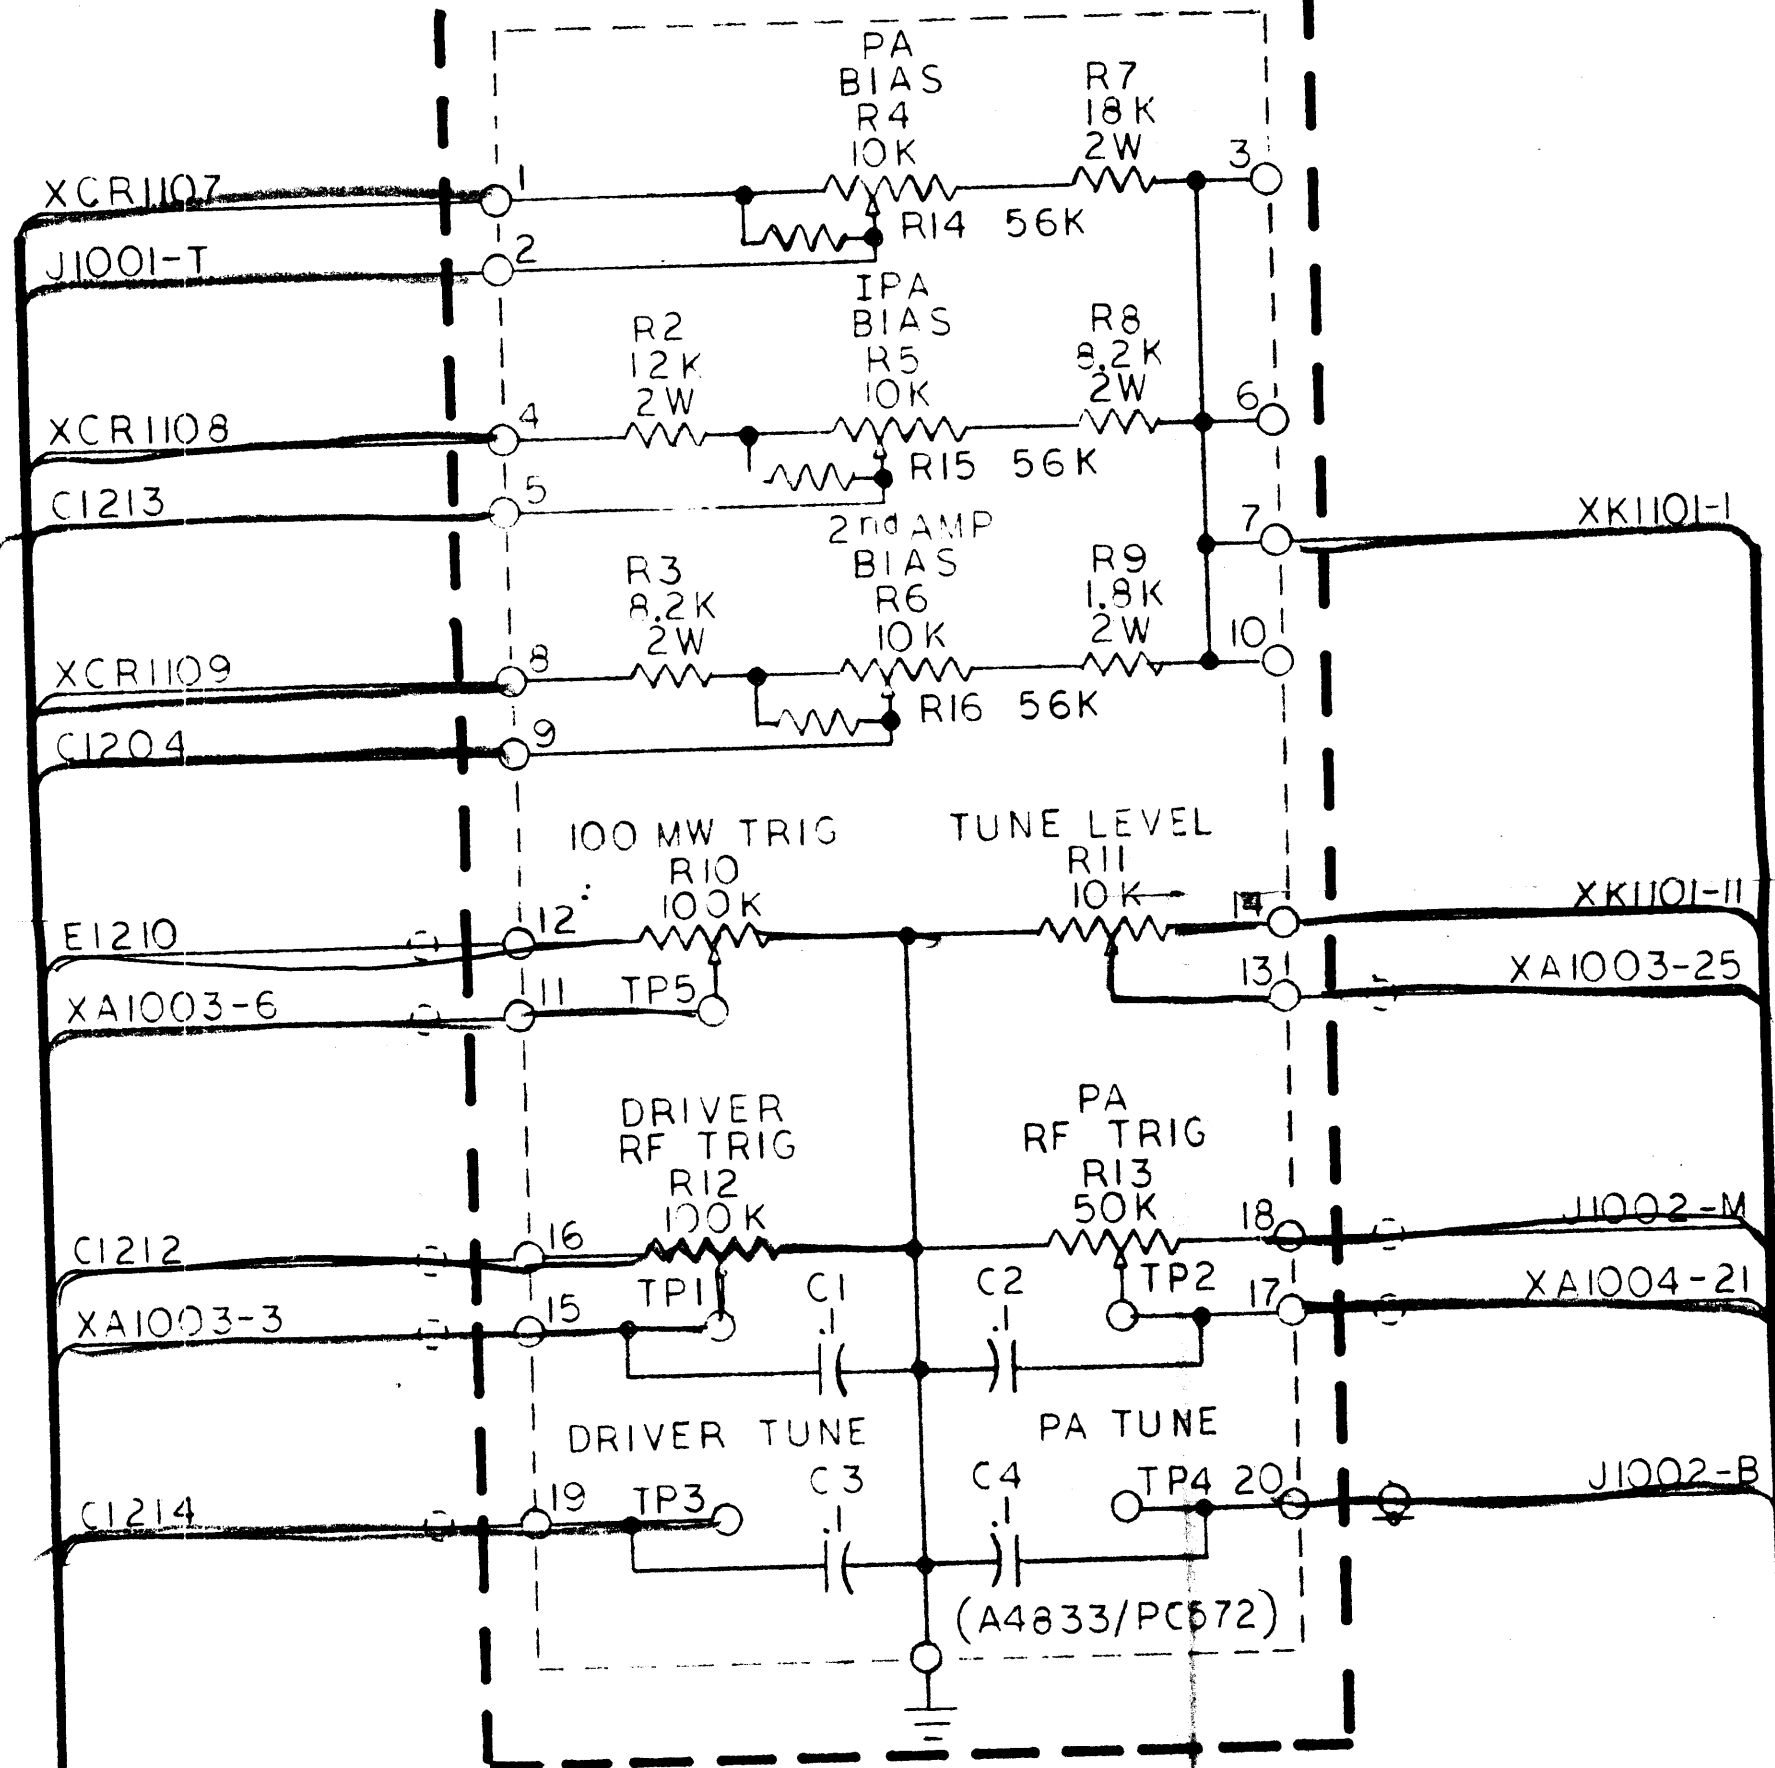 PA
BIAS
R4
10K
R7
18K
2W
3
XCR1107
1
R14 56K
J1001-T
2
IPA
BIAS
R5
10K
R2
12K
2W
R8
8.2K
2W
6
XCR1108
4
R15 56K
C1213
5
2nd AMP
BIAS
R6
10K
7
XK1101-1
R3
8.2K
2W
R9
1.8K
2W
10
XCR1109
8
R16 56K
C1204
9
100 MW TRIG
R10
100K
TUNE LEVEL
R11
10K
14
XK1101-11
E1210
12
XA1003-6
11
TP5
13
XA1003-25
DRIVER
RF TRIG
R12
100K
PA
RF TRIG
R13
50K
18
J1002-M
C1212
16
TP1
C1
.1
C2
.1
TP2
17
XA1004-21
XA1003-3
15
DRIVER TUNE
PA TUNE
C1214
19
TP3
C3
.1
C4
.1
TP4
20
J1002-B
(A4833/PC572)